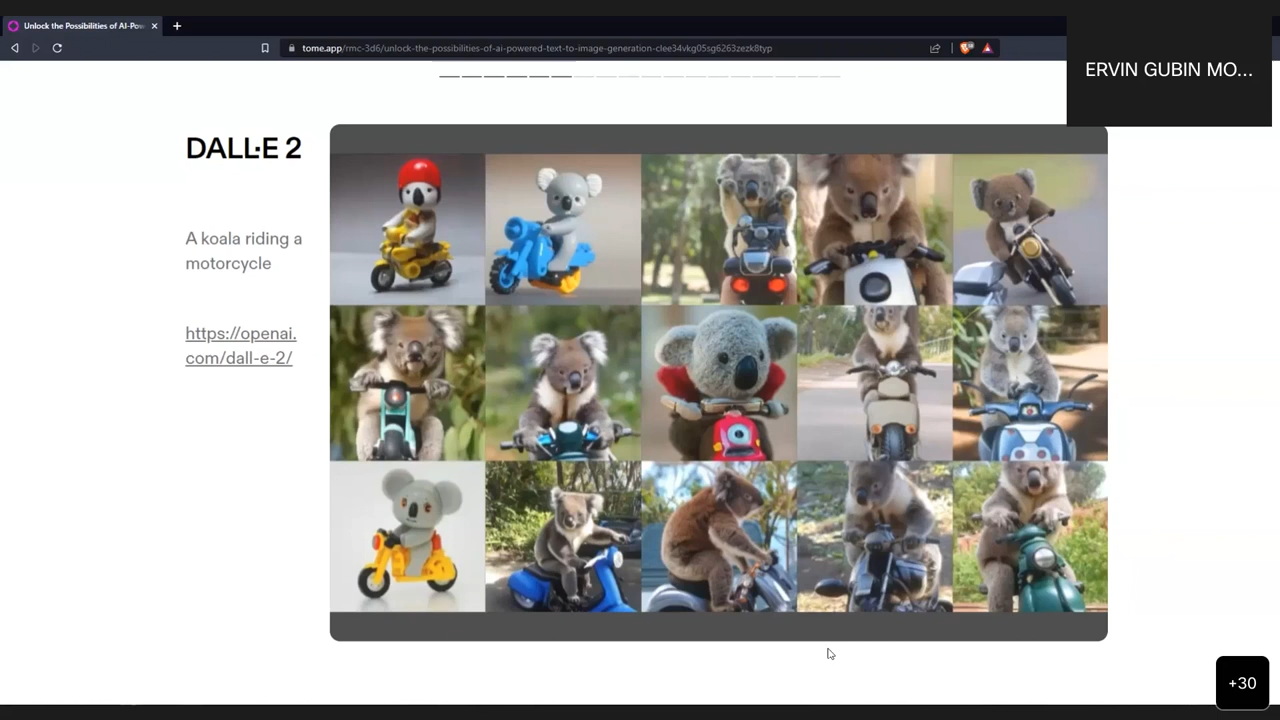 Unlock the Possibilities of AI-Pow
tome.app/rmc-3d6/unlock-the-possibilities-of-ai-powered-text-to-image-generation-clee34vkg05sg6263zezk8typ
ERVIN GUBIN MO...
DALL·E 2
A koala riding a
motorcycle
https://openai.
com/dall-e-2/
+30